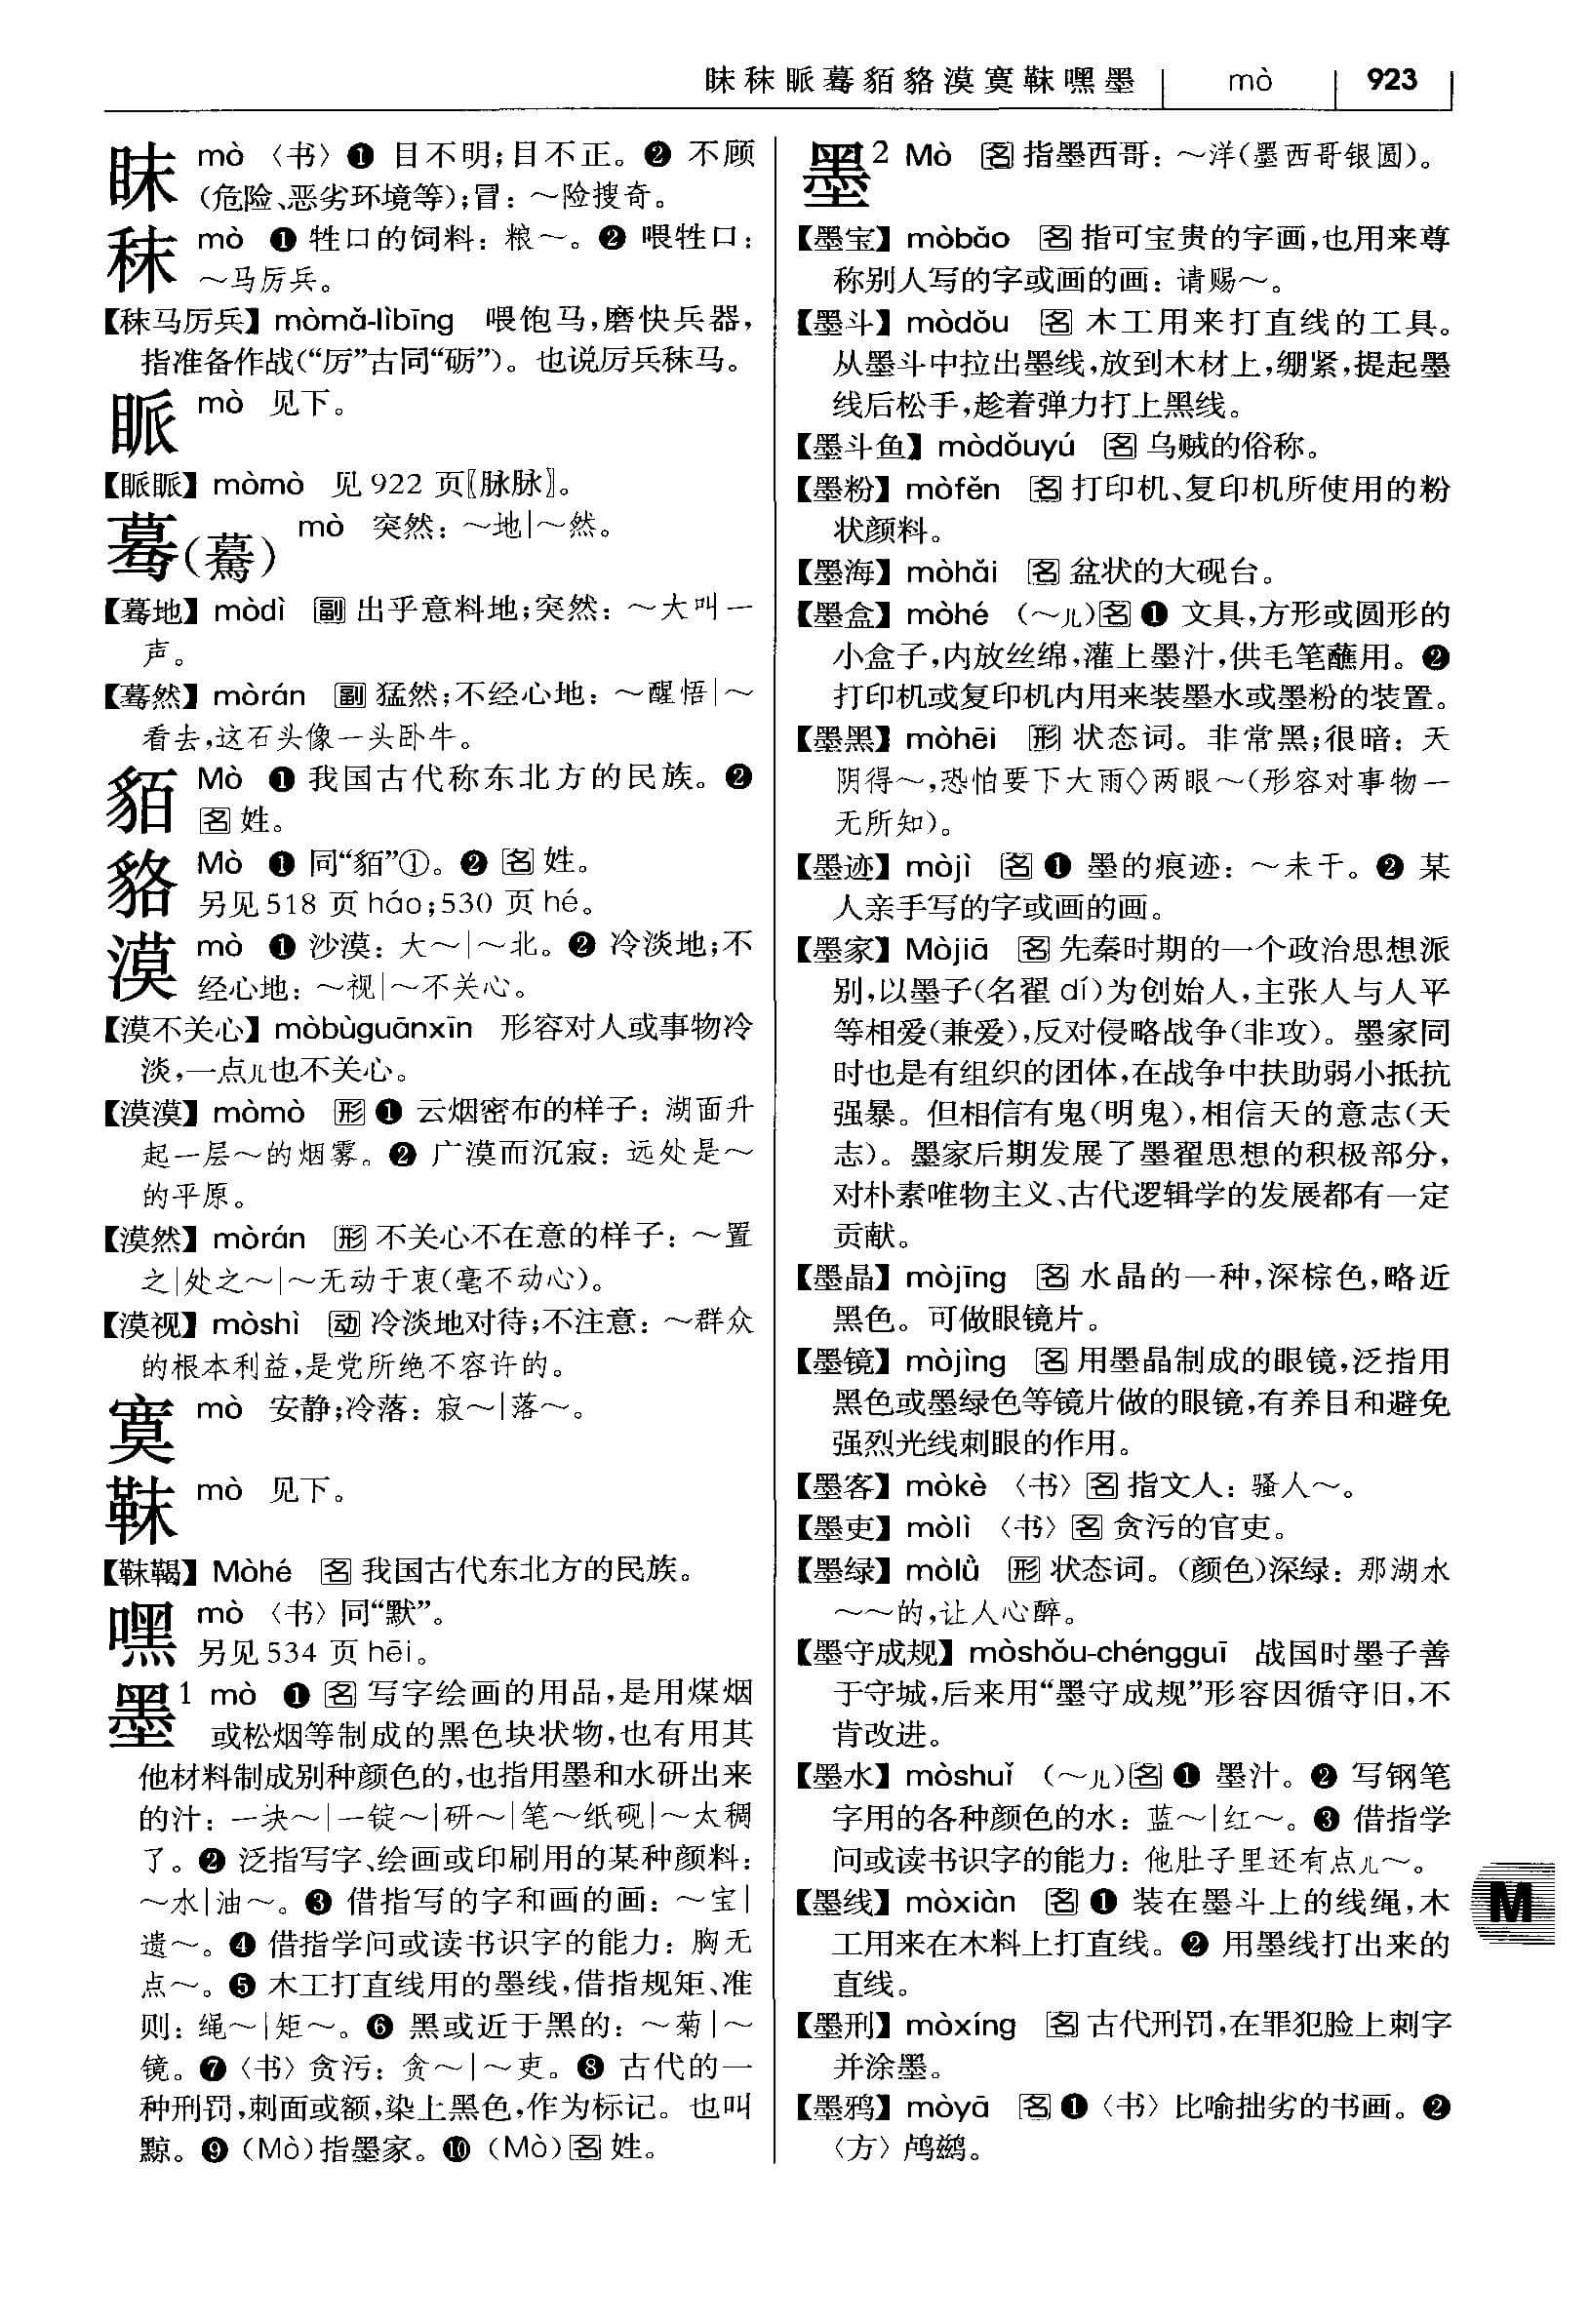 昧秣眽蓦貊貉漠寞靺嘿墨 mò 923
昧 mò 〈书〉❶ 目不明;目不正。❷ 不顾
(危险、恶劣环境等);冒:～险搜奇。
秣 mò ❶ 牲口的饲料:粮～。❷ 喂牲口:
～马厉兵。
【秣马厉兵】mòmǎ-lìbīng 喂饱马,磨快兵器,
指准备作战(“厉”古同“砺”)。也说厉兵秣马。
眽 mò 见下。
【眽眽】mòmò 见 922 页〖脉脉〗。
蓦(驀) mò 突然:～地|～然。
【蓦地】mòdì 副 出乎意料地;突然:～大叫一
声。
【蓦然】mòrán 副 猛然;不经心地:～醒悟|～
看去,这石头像一头卧牛。
貊 Mò ❶ 我国古代称东北方的民族。❷
名 姓。
貉 Mò ❶ 同“貊”①。❷ 名 姓。
另见 518 页 háo;530 页 hé。
漠 mò ❶ 沙漠:大～|～北。❷ 冷淡地;不
经心地:～视|～不关心。
【漠不关心】mòbùguānxīn 形容对人或事物冷
淡,一点儿也不关心。
【漠漠】mòmò 形 ❶ 云烟密布的样子:湖面升
起一层～的烟雾。❷ 广漠而沉寂:远处是～
的平原。
【漠然】mòrán 形 不关心不在意的样子:～置
之|处之～|～无动于衷(毫不动心)。
【漠视】mòshì 动 冷淡地对待;不注意:～群众
的根本利益,是党所绝不容许的。
寞 mò 安静;冷落:寂～|落～。
靺 mò 见下。
【靺鞨】Mòhé 名 我国古代东北方的民族。
嘿 mò 〈书〉同“默”。
另见 534 页 hēi。
墨1 mò ❶ 名 写字绘画的用品,是用煤烟
或松烟等制成的黑色块状物,也有用其
他材料制成别种颜色的,也指用墨和水研出来
的汁:一块～|一锭～|研～|笔～纸砚|～太稠
了。❷ 泛指写字、绘画或印刷用的某种颜料:
～水|油～。❸ 借指写的字和画的画:～宝|
遗～。❹ 借指学问或读书识字的能力:胸无
点～。❺ 木工打直线用的墨线,借指规矩、准
则:绳～|矩～。❻ 黑或近于黑的:～菊|～
镜。❼〈书〉贪污:贪～|～吏。❽ 古代的一
种刑罚,刺面或额,染上黑色,作为标记。也叫
黥。❾ (Mò)指墨家。❿ (Mò)名 姓。
墨2 Mò 名 指墨西哥:～洋(墨西哥银圆)。
【墨宝】mòbǎo 名 指可宝贵的字画,也用来尊
称别人写的字或画的画:请赐～。
【墨斗】mòdǒu 名 木工用来打直线的工具。
从墨斗中拉出墨线,放到木材上,绷紧,提起墨
线后松手,趁着弹力打上黑线。
【墨斗鱼】mòdǒuyú 名 乌贼的俗称。
【墨粉】mòfěn 名 打印机、复印机所使用的粉
状颜料。
【墨海】mòhǎi 名 盆状的大砚台。
【墨盒】mòhé (～儿)名 ❶ 文具,方形或圆形的
小盒子,内放丝绵,灌上墨汁,供毛笔蘸用。❷
打印机或复印机内用来装墨水或墨粉的装置。
【墨黑】mòhēi 形 状态词。非常黑;很暗:天
阴得～,恐怕要下大雨◇两眼～(形容对事物一
无所知)。
【墨迹】mòjì 名 ❶ 墨的痕迹:～未干。❷ 某
人亲手写的字或画的画。
【墨家】Mòjiā 名 先秦时期的一个政治思想派
别,以墨子(名翟 dí)为创始人,主张人与人平
等相爱(兼爱),反对侵略战争(非攻)。墨家同
时也是有组织的团体,在战争中扶助弱小抵抗
强暴。但相信有鬼(明鬼),相信天的意志(天
志)。墨家后期发展了墨翟思想的积极部分,
对朴素唯物主义、古代逻辑学的发展都有一定
贡献。
【墨晶】mòjīng 名 水晶的一种,深棕色,略近
黑色。可做眼镜片。
【墨镜】mòjìng 名 用墨晶制成的眼镜,泛指用
黑色或墨绿色等镜片做的眼镜,有养目和避免
强烈光线刺眼的作用。
【墨客】mòkè 〈书〉名 指文人:骚人～。
【墨吏】mòlì 〈书〉名 贪污的官吏。
【墨绿】mòlǜ 形 状态词。(颜色)深绿:那湖水
～～的,让人心醉。
【墨守成规】mòshǒu-chéngguī 战国时墨子善
于守城,后来用“墨守成规”形容因循守旧,不
肯改进。
【墨水】mòshuǐ (～儿)名 ❶ 墨汁。❷ 写钢笔
字用的各种颜色的水:蓝～|红～。❸ 借指学
问或读书识字的能力:他肚子里还有点儿～。
【墨线】mòxiàn 名 ❶ 装在墨斗上的线绳,木
工用来在木料上打直线。❷ 用墨线打出来的
直线。
【墨刑】mòxíng 名 古代刑罚,在罪犯脸上刺字
并涂墨。
【墨鸦】mòyā 名 ❶〈书〉比喻拙劣的书画。❷
〈方〉鸬鹚。
M